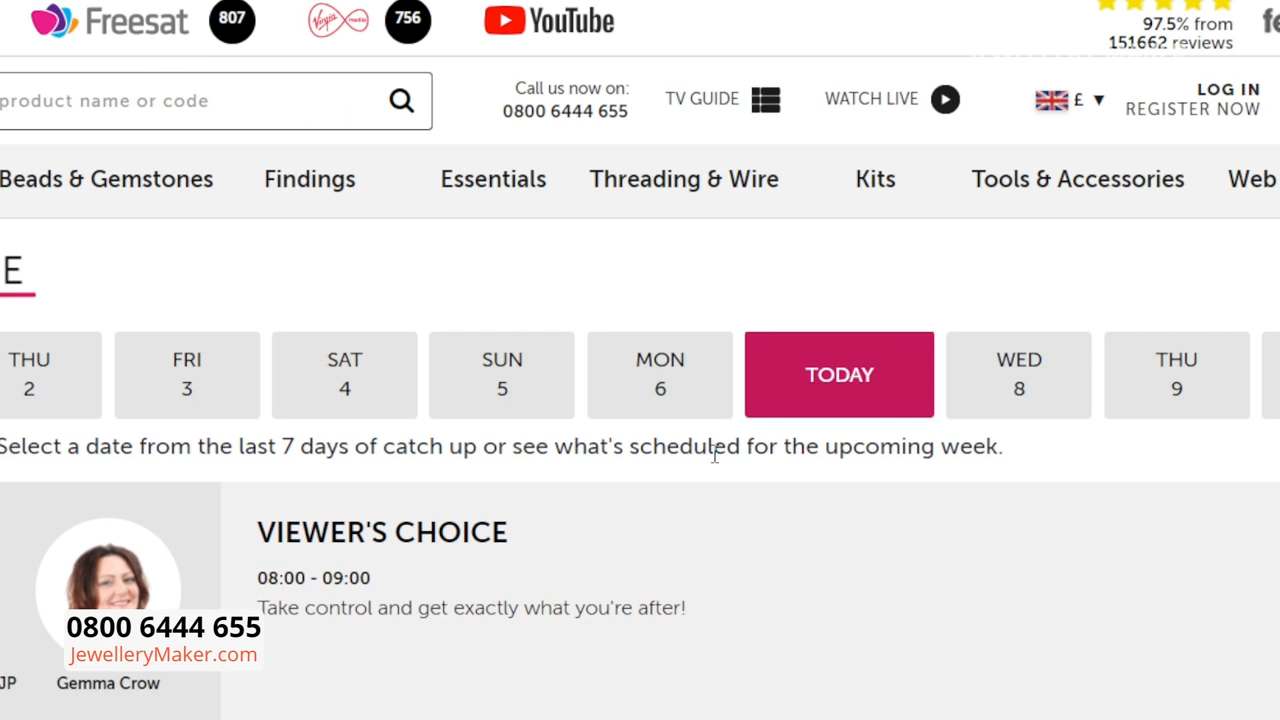 Freesat 807 Virgin media 756 YouTube
97.5% from
151662 reviews
product name or code
Call us now on:
0800 6444 655
TV GUIDE
WATCH LIVE
£ ▼
LOG IN
REGISTER NOW
Beads & Gemstones Findings Essentials Threading & Wire Kits Tools & Accessories Web
E
THU
2
FRI
3
SAT
4
SUN
5
MON
6
TODAY
WED
8
THU
9
Select a date from the last 7 days of catch up or see what's scheduled for the upcoming week.
VIEWER'S CHOICE
08:00 - 09:00
Take control and get exactly what you're after!
0800 6444 655
JewelleryMaker.com
JP
Gemma Crow